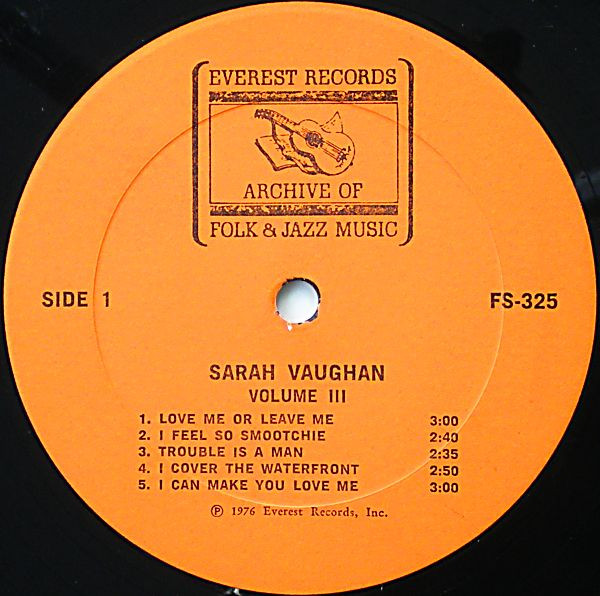 EVEREST RECORDS
ARCHIVE OF
FOLK & JAZZ MUSIC
SIDE 1 FS-325
SARAH VAUGHAN
VOLUME III
1. LOVE ME OR LEAVE ME 3:00
2. I FEEL SO SMOOTCHIE 2:40
3. TROUBLE IS A MAN 2:35
4. I COVER THE WATERFRONT 2:50
5. I CAN MAKE YOU LOVE ME 3:00
℗ 1976 Everest Records, Inc.